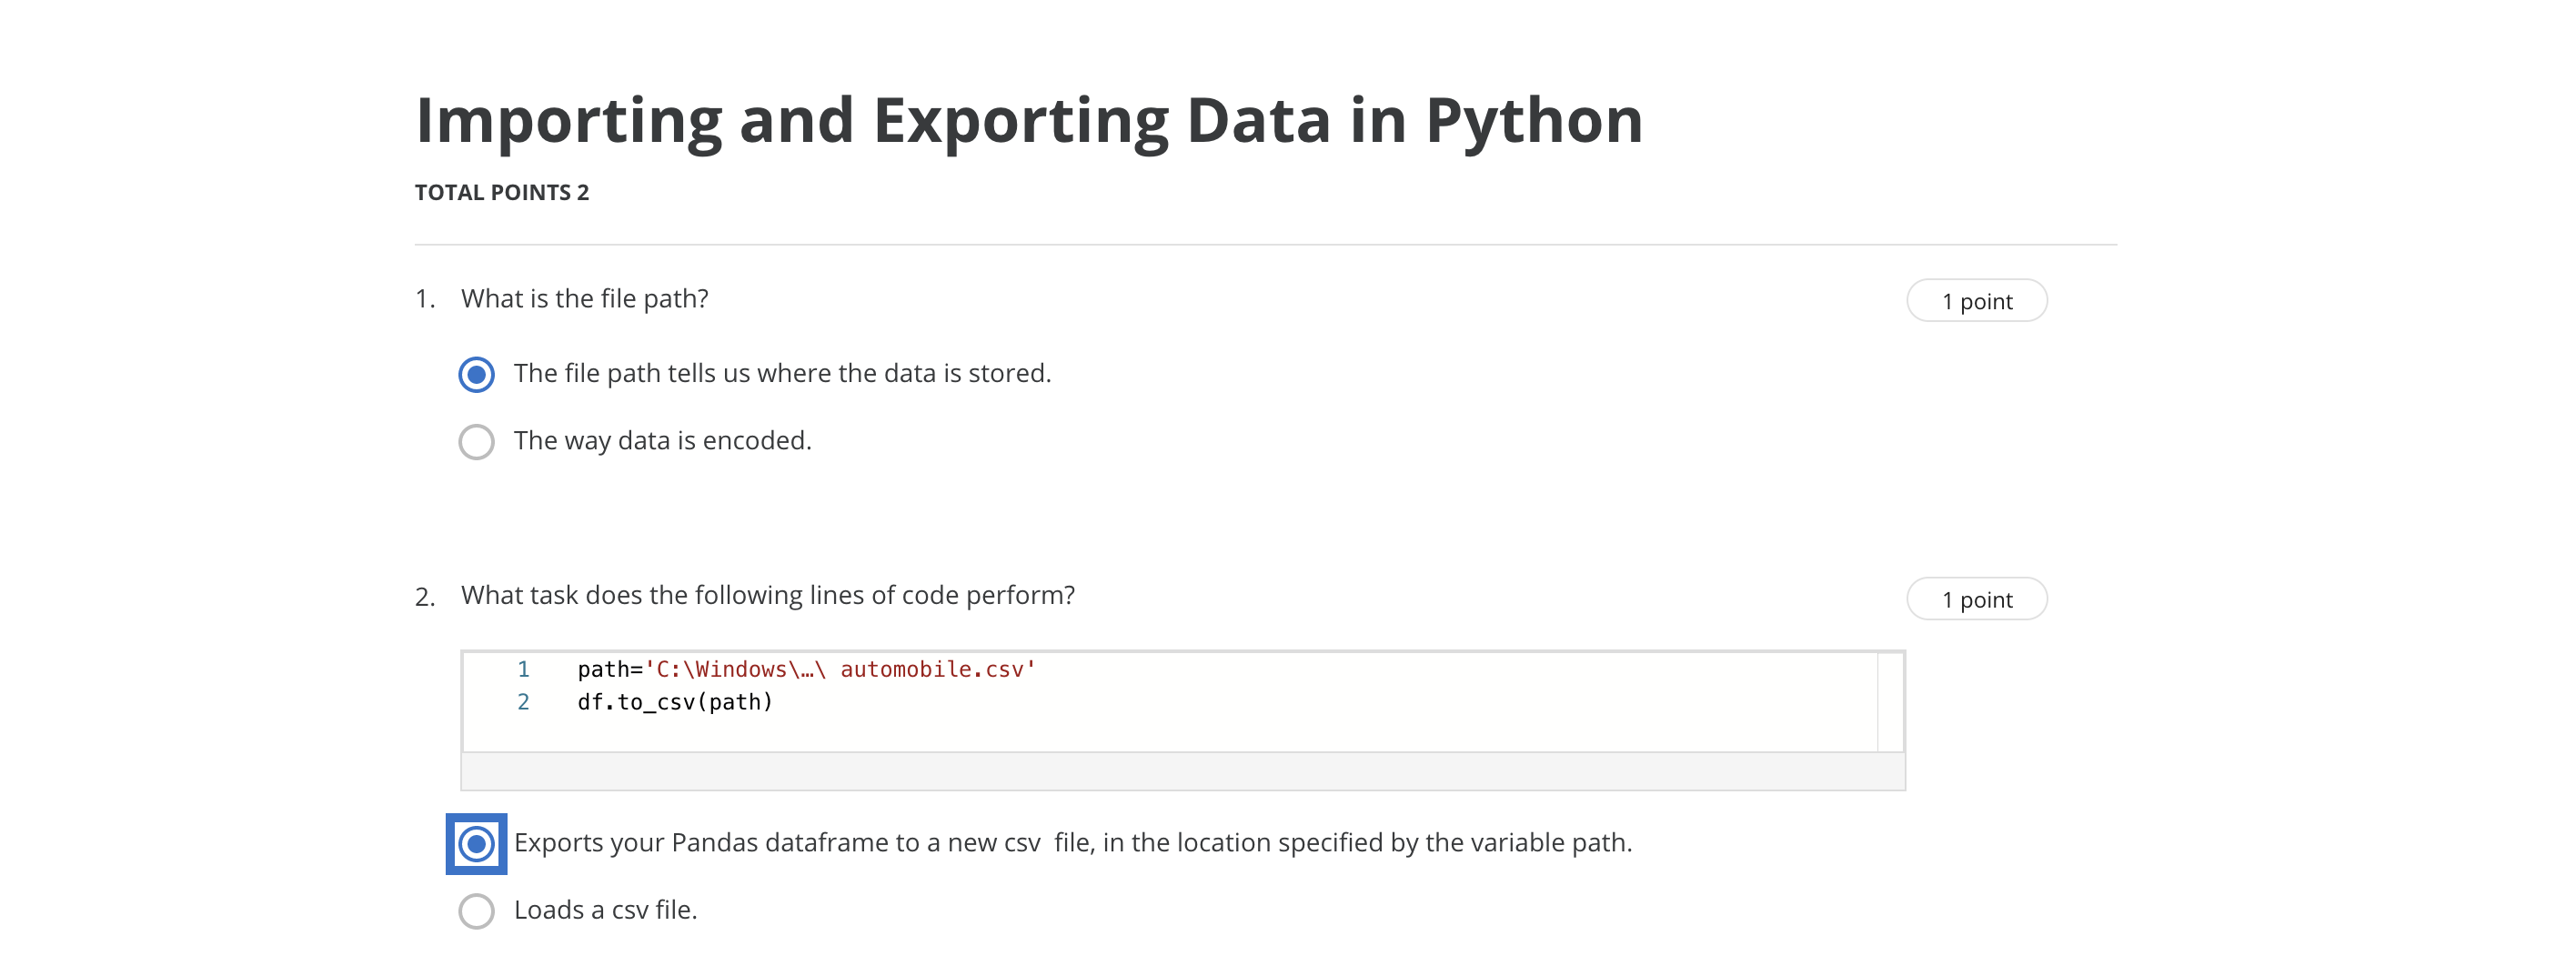 Importing and Exporting Data in Python
TOTAL POINTS 2
1. What is the file path?
1 point
The file path tells us where the data is stored.
The way data is encoded.
2. What task does the following lines of code perform?
1 point
1 path='C:\Windows\…\ automobile.csv'
2 df.to_csv(path)
Exports your Pandas dataframe to a new csv  file, in the location specified by the variable path.
Loads a csv file.